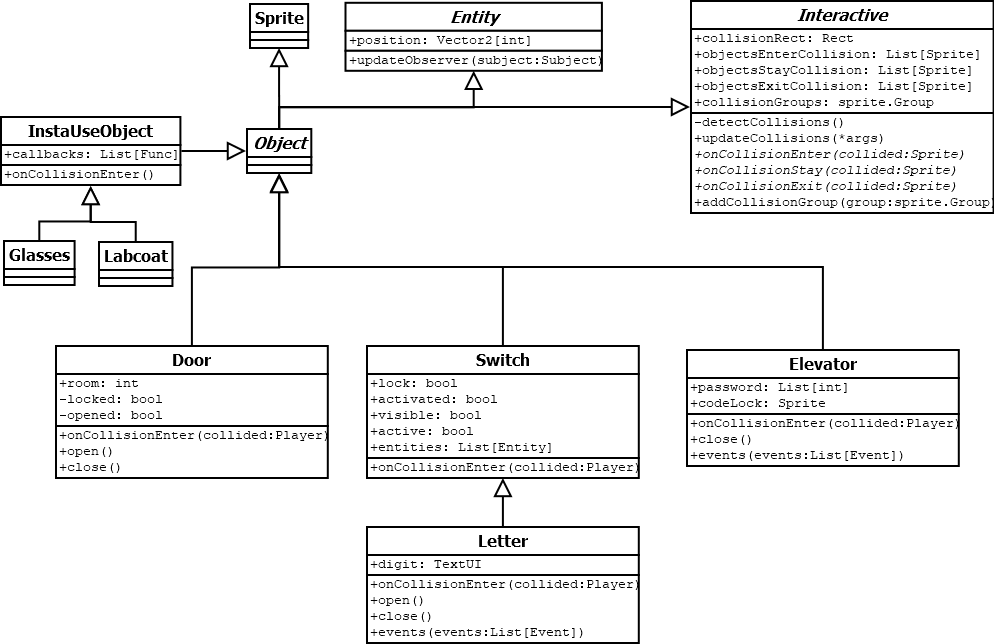 Sprite
Entity
+position: Vector2[int]
+updateObserver(subject:Subject)
Interactive
+collisionRect: Rect
+objectsEnterCollision: List[Sprite]
+objectsStayCollision: List[Sprite]
+objectsExitCollision: List[Sprite]
+collisionGroups: sprite.Group
-detectCollisions()
+updateCollisions(*args)
+onCollisionEnter(collided:Sprite)
+onCollisionStay(collided:Sprite)
+onCollisionExit(collided:Sprite)
+addCollisionGroup(group:sprite.Group)
InstaUseObject
+callbacks: List[Func]
+onCollisionEnter()
Object
Glasses
Labcoat
Door
+room: int
-locked: bool
-opened: bool
+onCollisionEnter(collided:Player)
+open()
+close()
Switch
+lock: bool
+activated: bool
+visible: bool
+active: bool
+entities: List[Entity]
+onCollisionEnter(collided:Player)
Elevator
+password: List[int]
+codeLock: Sprite
+onCollisionEnter(collided:Player)
+close()
+events(events:List[Event])
Letter
+digit: TextUI
+onCollisionEnter(collided:Player)
+open()
+close()
+events(events:List[Event])